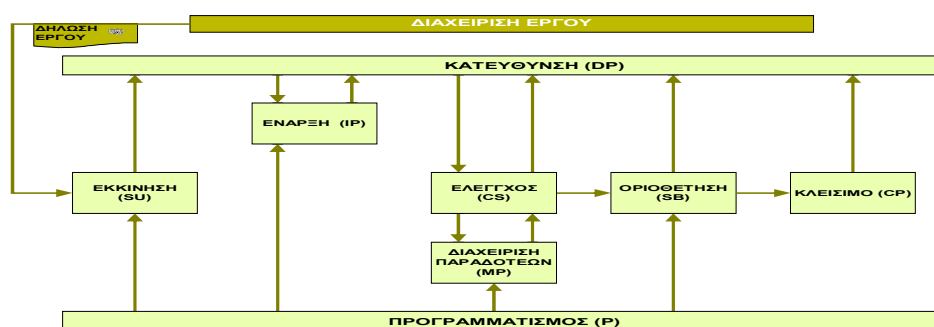 ΔΙΑΧΕΙΡΙΣΗ ΕΡΓΟΥ
ΔΗΛΩΣΗ
ΕΡΓΟΥ
ΚΑΤΕΥΘΥΝΣΗ (DP)
ΕΝΑΡΞΗ (IP)
ΕΚΚΙΝΗΣΗ
(SU)
ΕΛΕΓΓΧΟΣ
(CS)
ΟΡΙΟΘΕΤΗΣΗ
(SB)
ΚΛΕΙΣΙΜΟ (CP)
ΔΙΑΧΕΙΡΙΣΗ
ΠΑΡΑΔΟΤΕΩΝ
(MP)
ΠΡΟΓΡΑΜΜΑΤΙΣΜΟΣ (P)